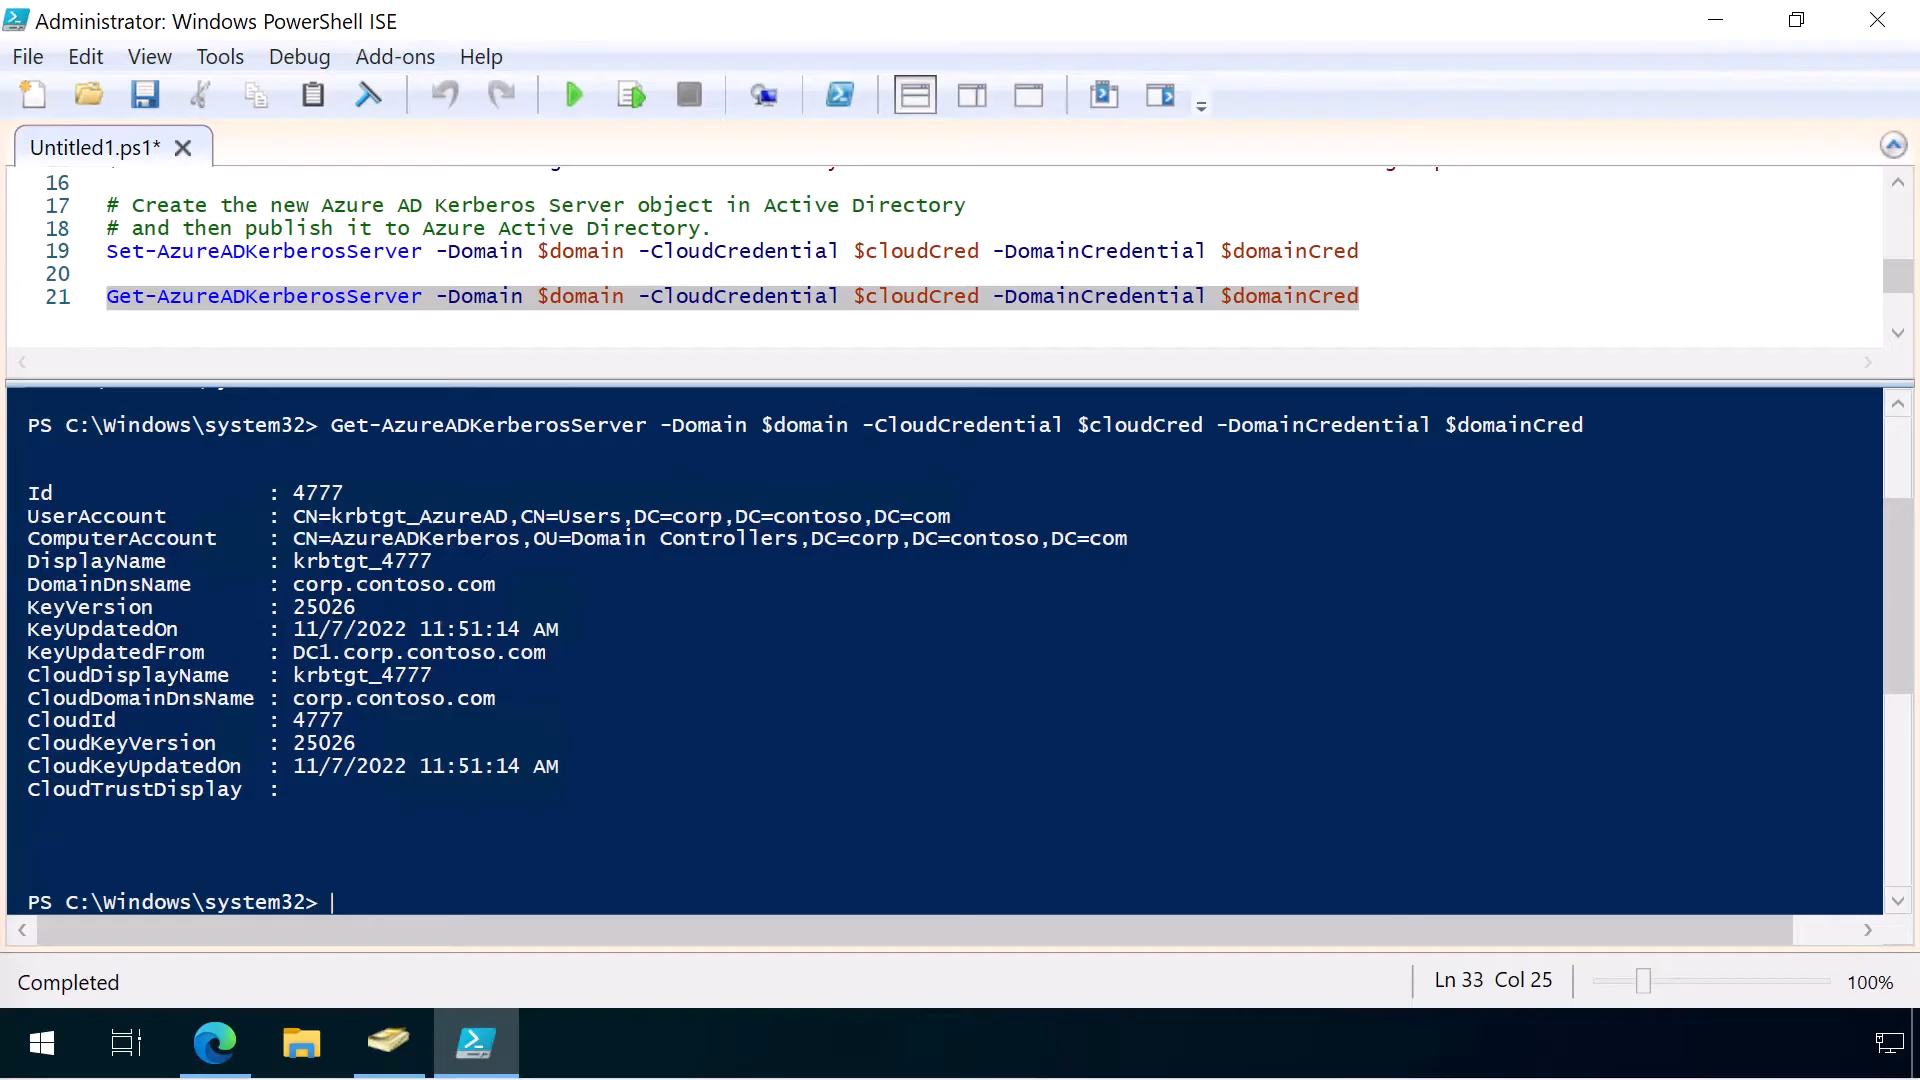 Administrator: Windows PowerShell ISE
File Edit View Tools Debug Add-ons Help
Untitled1.ps1*
16
17 # Create the new Azure AD Kerberos Server object in Active Directory
18 # and then publish it to Azure Active Directory.
19 Set-AzureADKerberosServer -Domain $domain -CloudCredential $cloudCred -DomainCredential $domainCred
20
21 Get-AzureADKerberosServer -Domain $domain -CloudCredential $cloudCred -DomainCredential $domainCred
PS C:\Windows\system32> Get-AzureADKerberosServer -Domain $domain -CloudCredential $cloudCred -DomainCredential $domainCred
Id : 4777
UserAccount : CN=krbtgt_AzureAD,CN=Users,DC=corp,DC=contoso,DC=com
ComputerAccount : CN=AzureADKerberos,OU=Domain Controllers,DC=corp,DC=contoso,DC=com
DisplayName : krbtgt_4777
DomainDnsName : corp.contoso.com
KeyVersion : 25026
KeyUpdatedOn : 11/7/2022 11:51:14 AM
KeyUpdatedFrom : DC1.corp.contoso.com
CloudDisplayName : krbtgt_4777
CloudDomainDnsName : corp.contoso.com
CloudId : 4777
CloudKeyVersion : 25026
CloudKeyUpdatedOn : 11/7/2022 11:51:14 AM
CloudTrustDisplay :
PS C:\Windows\system32>
Completed Ln 33 Col 25 100%